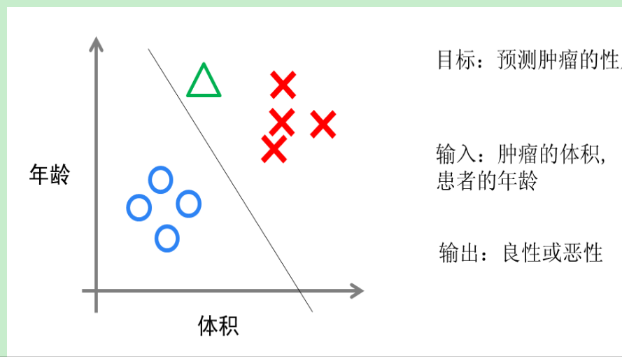 目标：预测肿瘤的性
年龄
输入：肿瘤的体积，
患者的年龄
输出：良性或恶性
体积